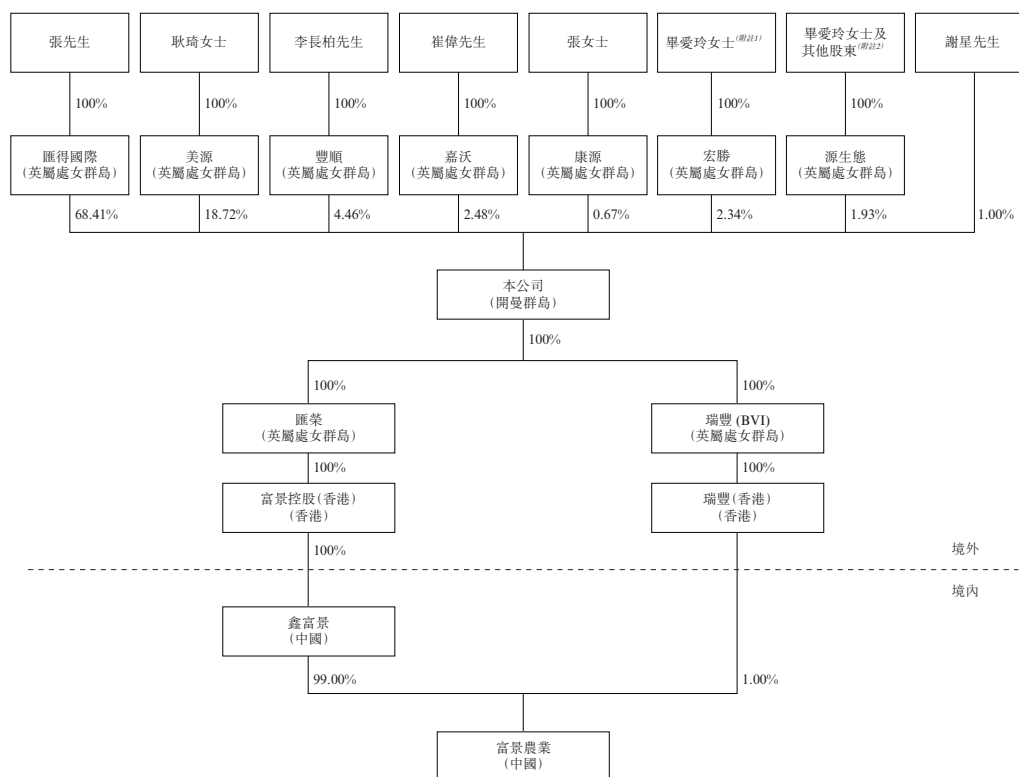 張先生
耿琦女士
李長柏先生
崔偉先生
張女士
畢愛玲女士(附註1)
畢愛玲女士及
其他股東(附註2)
謝星先生
100%
100%
100%
100%
100%
100%
100%
匯得國際
(英屬處女群島)
美源
(英屬處女群島)
豐順
(英屬處女群島)
嘉沃
(英屬處女群島)
康源
(英屬處女群島)
宏勝
(英屬處女群島)
源生態
(英屬處女群島)
68.41%
18.72%
4.46%
2.48%
0.67%
2.34%
1.93%
1.00%
本公司
(開曼群島)
100%
100%
100%
匯榮
(英屬處女群島)
瑞豐 (BVI)
(英屬處女群島)
100%
100%
富景控股(香港)
(香港)
瑞豐(香港)
(香港)
100%
境外
境內
鑫富景
(中國)
99.00%
1.00%
富景農業
(中國)